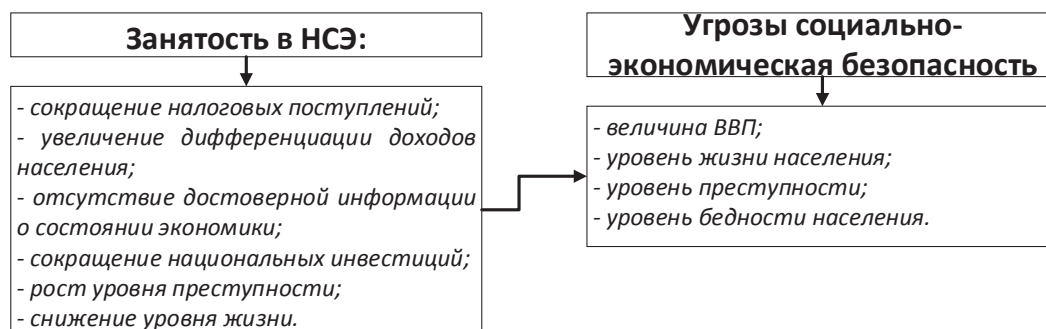 Занятость в НСЭ:
- сокращение налоговых поступлений;
- увеличение дифференциации доходов
населения;
- отсутствие достоверной информации
о состоянии экономики;
- сокращение национальных инвестиций;
- рост уровня преступности;
- снижение уровня жизни.
Угрозы социально-
экономическая безопасность
- величина ВВП;
- уровень жизни населения;
- уровень преступности;
- уровень бедности населения.